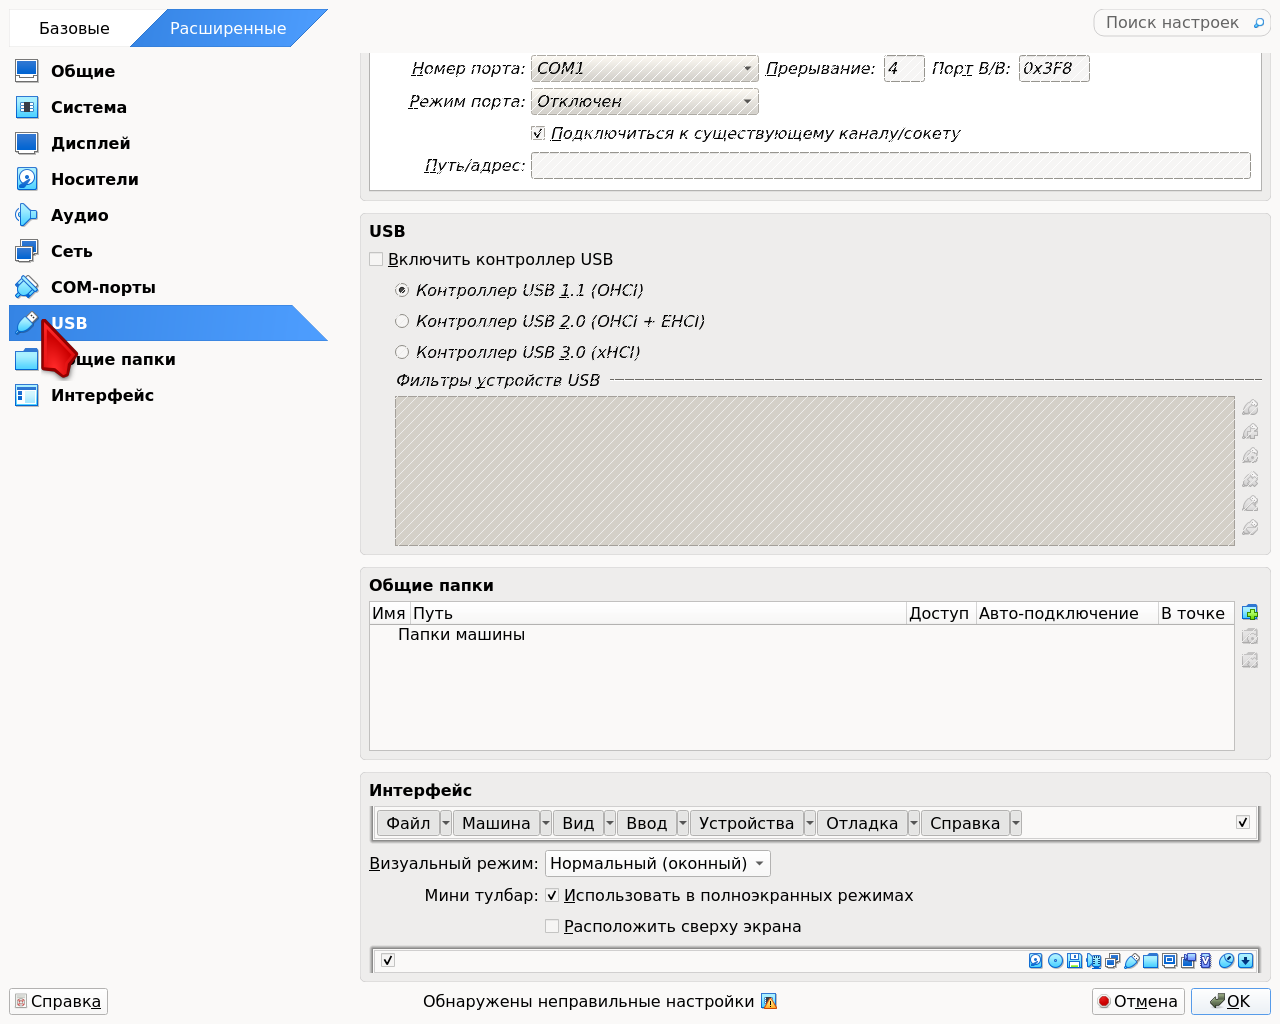 Базовые
Расширенные
Поиск настроек
Общие
Система
Дисплей
Носители
Аудио
Сеть
COM-порты
USB
щие папки
Интерфейс
Номер порта: COM1 Прерывание: 4 Порт В/В: 0x3F8
Режим порта: Отключен
Подключиться к существующему каналу/сокету
Путь/адрес:
USB
Включить контроллер USB
Контроллер USB 1.1 (OHCI)
Контроллер USB 2.0 (OHCI + EHCI)
Контроллер USB 3.0 (xHCI)
Фильтры устройств USB
Общие папки
Имя Путь Доступ Авто-подключение В точке
Папки машины
Интерфейс
Файл Машина Вид Ввод Устройства Отладка Справка
Визуальный режим: Нормальный (оконный)
Мини тулбар: Использовать в полноэкранных режимах
Расположить сверху экрана
Справка
Обнаружены неправильные настройки
Отмена
OK